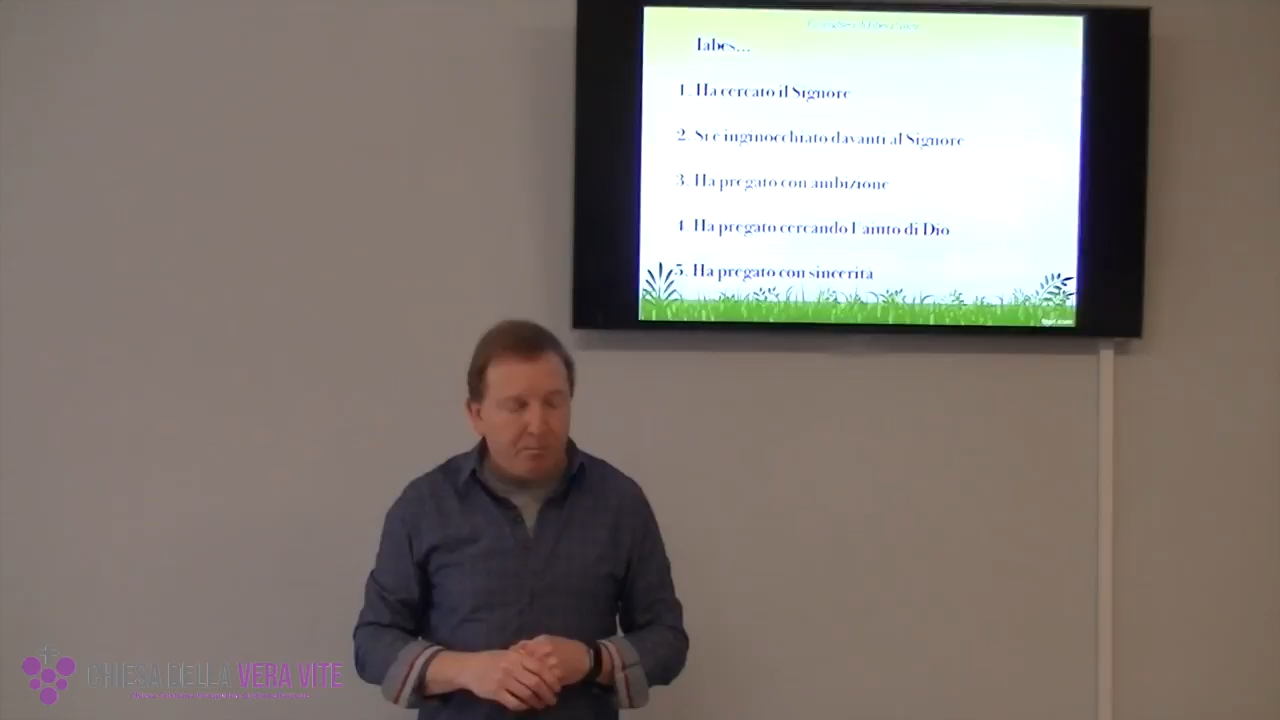 Iabes...
1. Ha cercato il Signore
2. Si è inginocchiato davanti al Signore
3. Ha pregato con ambizione
4. Ha pregato cercando l'aiuto di Dio
5. Ha pregato con sincerità
CHIESA DELLA VERA VITE